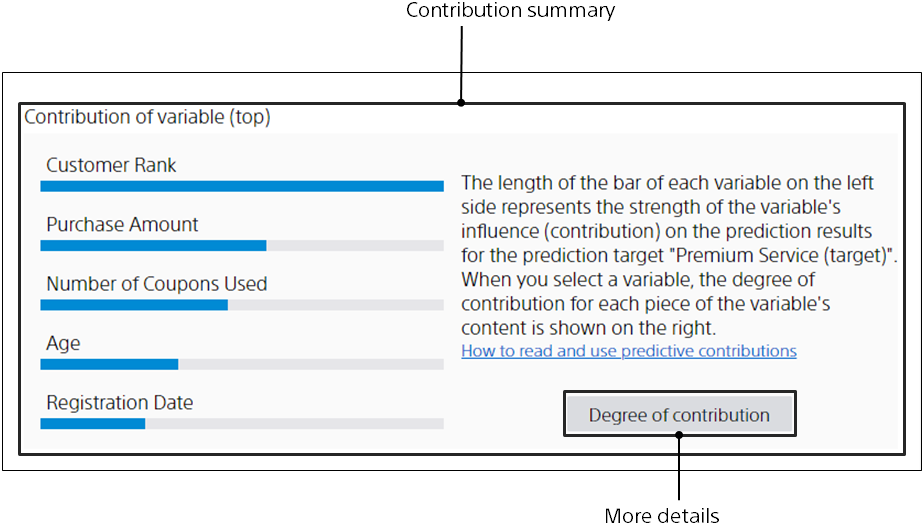 Contribution summary
Contribution of variable (top)
Customer Rank
Purchase Amount
Number of Coupons Used
Age
Registration Date
The length of the bar of each variable on the left
side represents the strength of the variable's
influence (contribution) on the prediction results
for the prediction target "Premium Service (target)".
When you select a variable, the degree of
contribution for each piece of the variable's
content is shown on the right.
How to read and use predictive contributions
Degree of contribution
More details